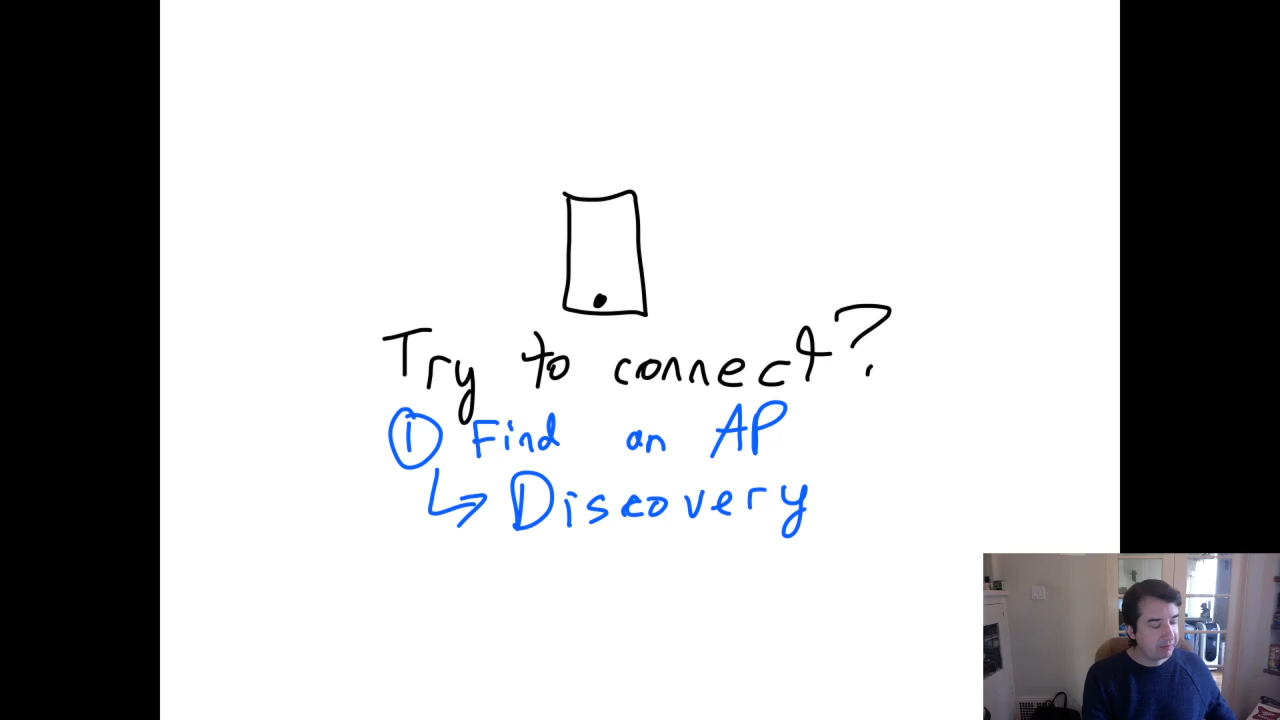 Try to connect?
① Find an AP
↳ Discovery